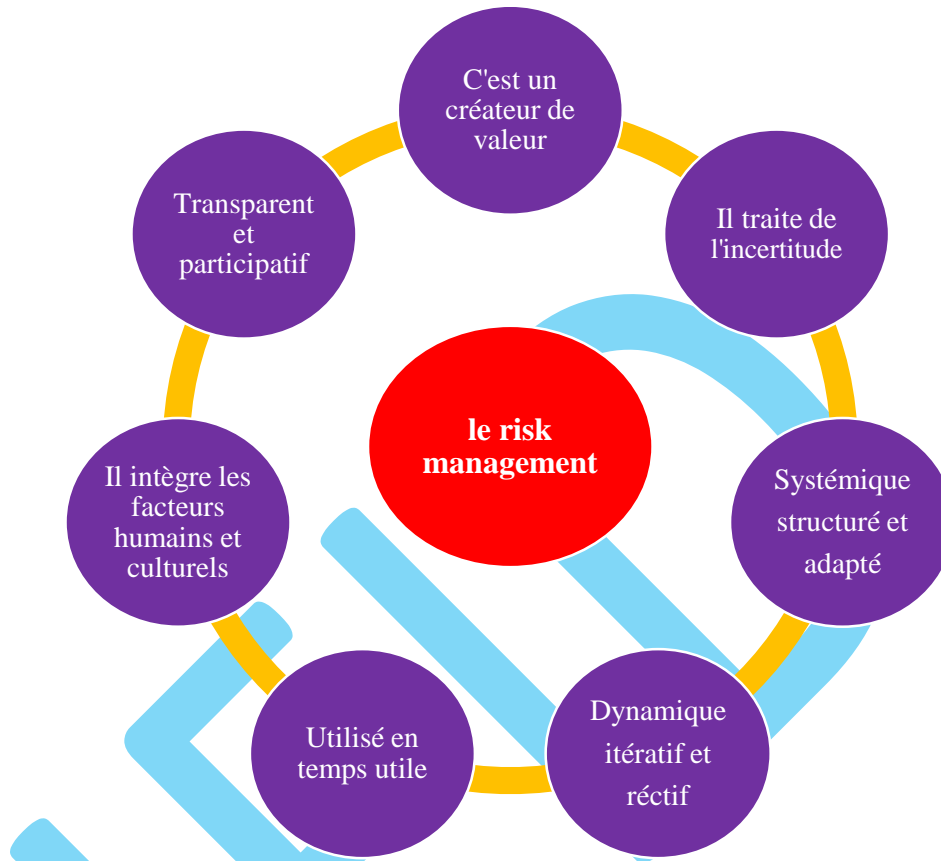 C'est un
créateur de
valeur
Il traite de
l'incertitude
Systémique
structuré et
adapté
Dynamique
itératif et
réctif
Utilisé en
temps utile
Il intègre les
facteurs
humains et
culturels
Transparent
et
participatif
le risk
management